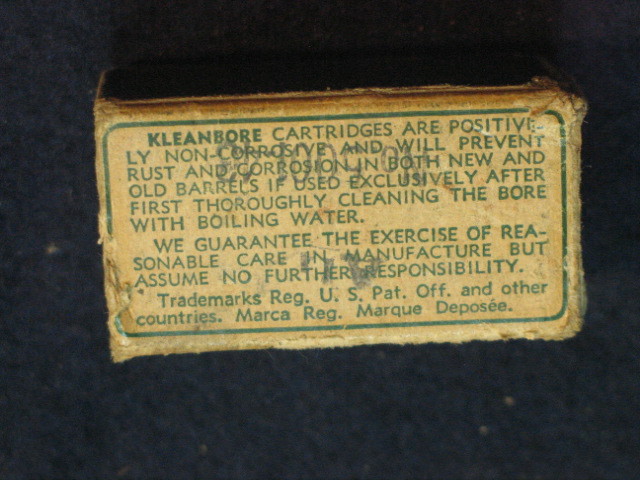 KLEANBORE CARTRIDGES ARE POSITIVE-
LY NON-CORROSIVE AND WILL PREVENT
RUST AND CORROSION IN BOTH NEW AND
OLD BARRELS IF USED EXCLUSIVELY AFTER
FIRST THOROUGHLY CLEANING THE BORE
WITH BOILING WATER.
WE GUARANTEE THE EXERCISE OF REA-
SONABLE CARE IN MANUFACTURE BUT
ASSUME NO FURTHER RESPONSIBILITY.
Trademarks Reg. U. S. Pat. Off. and other
countries. Marca Reg. Marque Deposée.